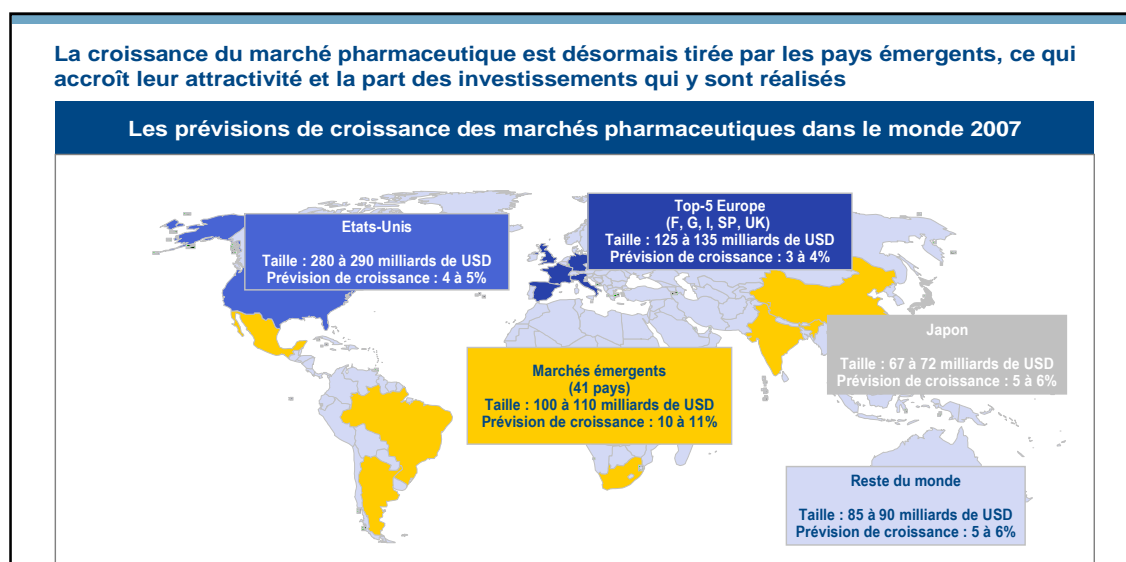 La croissance du marché pharmaceutique est désormais tirée par les pays émergents, ce qui
accroît leur attractivité et la part des investissements qui y sont réalisés
Les prévisions de croissance des marchés pharmaceutiques dans le monde 2007
Etats-Unis
Taille : 280 à 290 milliards de USD
Prévision de croissance : 4 à 5%
Top-5 Europe
(F, G, I, SP, UK)
Taille : 125 à 135 milliards de USD
Prévision de croissance : 3 à 4%
Japon
Taille : 67 à 72 milliards de USD
Prévision de croissance : 5 à 6%
Marchés émergents
(41 pays)
Taille : 100 à 110 milliards de USD
Prévision de croissance : 10 à 11%
Reste du monde
Taille : 85 à 90 milliards de USD
Prévision de croissance : 5 à 6%